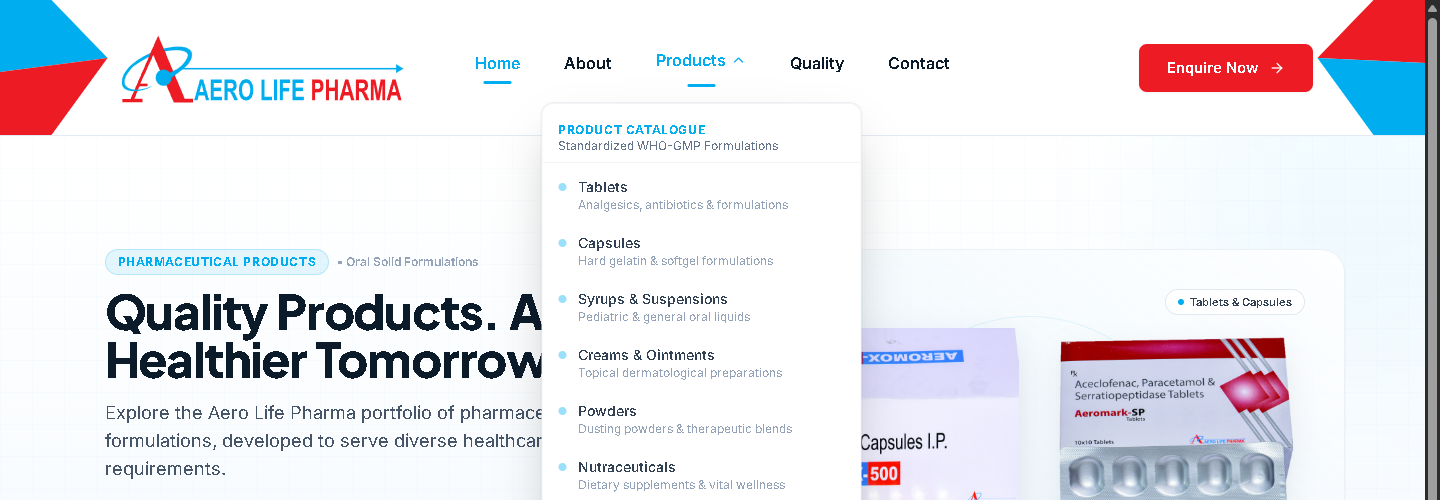 AERO LIFE PHARMA
Home
About
Products
Quality
Contact
Enquire Now
PRODUCT CATALOGUE
Standardized WHO-GMP Formulations
Tablets
Analgesics, antibiotics & formulations
Capsules
Hard gelatin & softgel formulations
Syrups & Suspensions
Pediatric & general oral liquids
Creams & Ointments
Topical dermatological preparations
Powders
Dusting powders & therapeutic blends
Nutraceuticals
Dietary supplements & vital wellness
PHARMACEUTICAL PRODUCTS
• Oral Solid Formulations
Quality Products. A
Healthier Tomorrow
Explore the Aero Life Pharma portfolio of pharmace
formulations, developed to serve diverse healthcar
requirements.
Tablets & Capsules
AEROMOX-
Capsules I.P.
-500
Rx
Aceclofenac, Paracetamol &
Serratiopeptidase Tablets
Aeromark-SP
Tablets
10x10 Tablets
AERO LIFE PHARMA